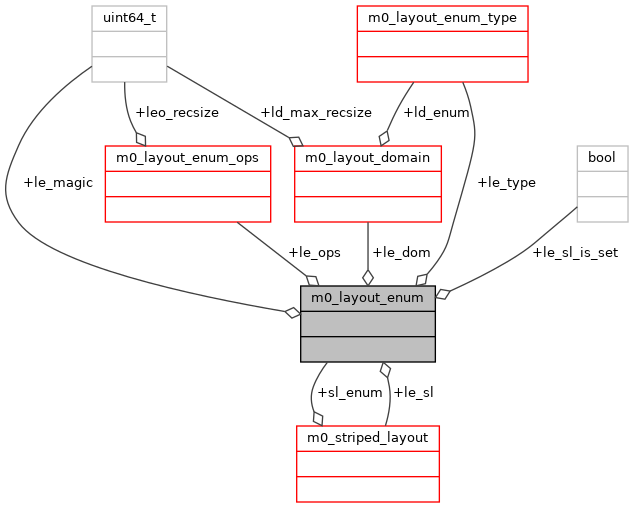 uint64_t
m0_layout_enum_type
+leo_recsize
+ld_max_recsize
+ld_enum
m0_layout_enum_ops
m0_layout_domain
bool
+le_magic
+le_type
+le_ops
+le_dom
+le_sl_is_set
m0_layout_enum
+sl_enum
+le_sl
m0_striped_layout